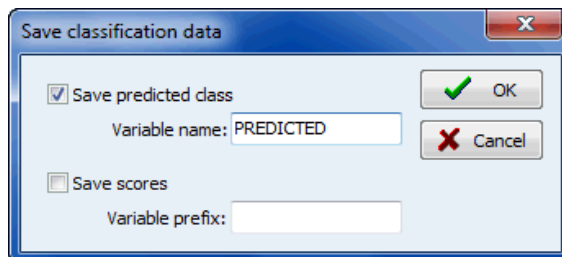 Save classification data
Save predicted class
OK
Variable name: PREDICTED
Cancel
Save scores
Variable prefix: